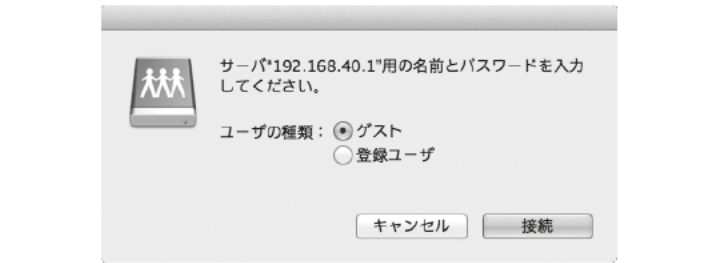 サーバ"192.168.40.1"用の名前とパスワードを入力
してください。
ユーザの種類：ゲスト
登録ユーザ
キャンセル 接続